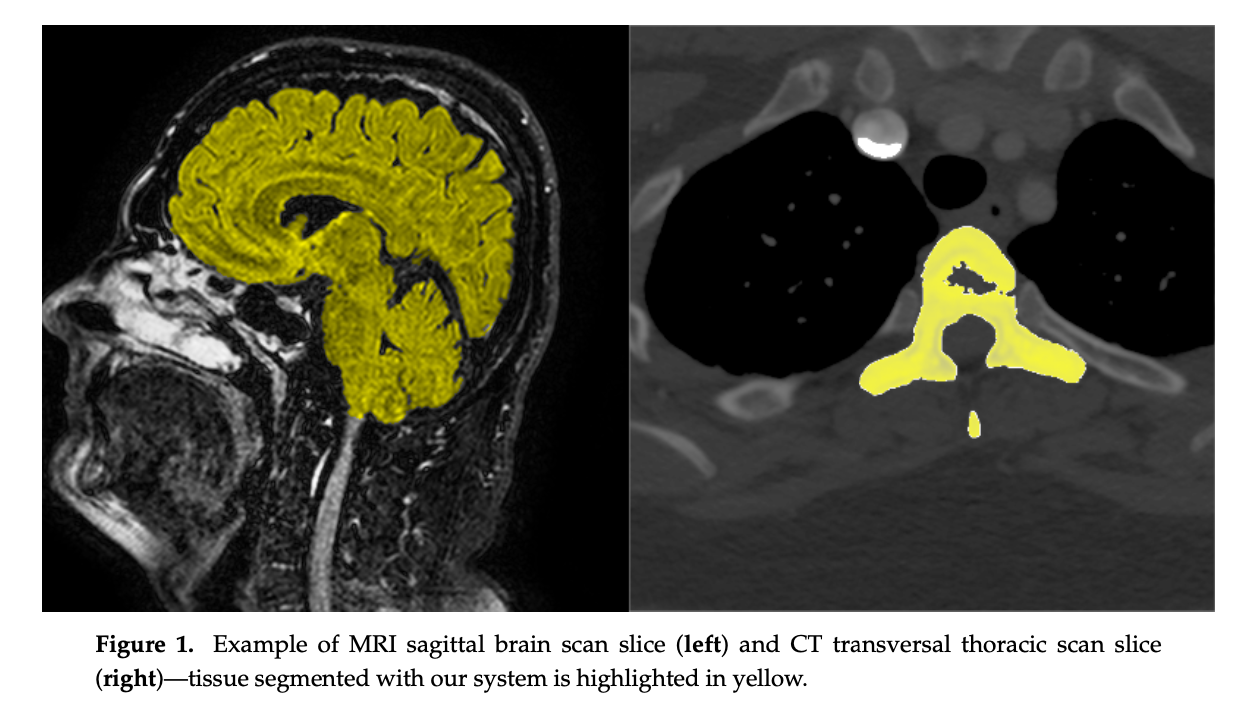 Figure 1. Example of MRI sagittal brain scan slice (left) and CT transversal thoracic scan slice
(right)—tissue segmented with our system is highlighted in yellow.